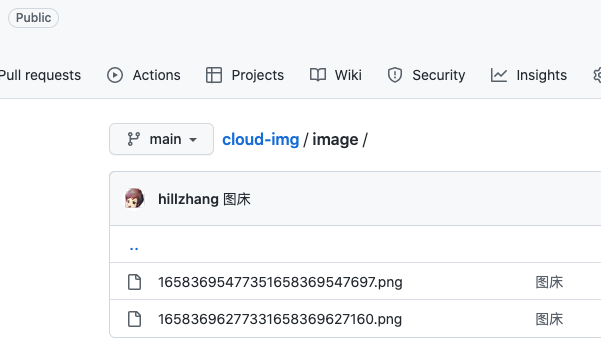 Public
Pull requests Actions Projects Wiki Security Insights
main cloud-img / image /
hillzhang 图床
..
16583695477351658369547697.png 图床
16583696277331658369627160.png 图床